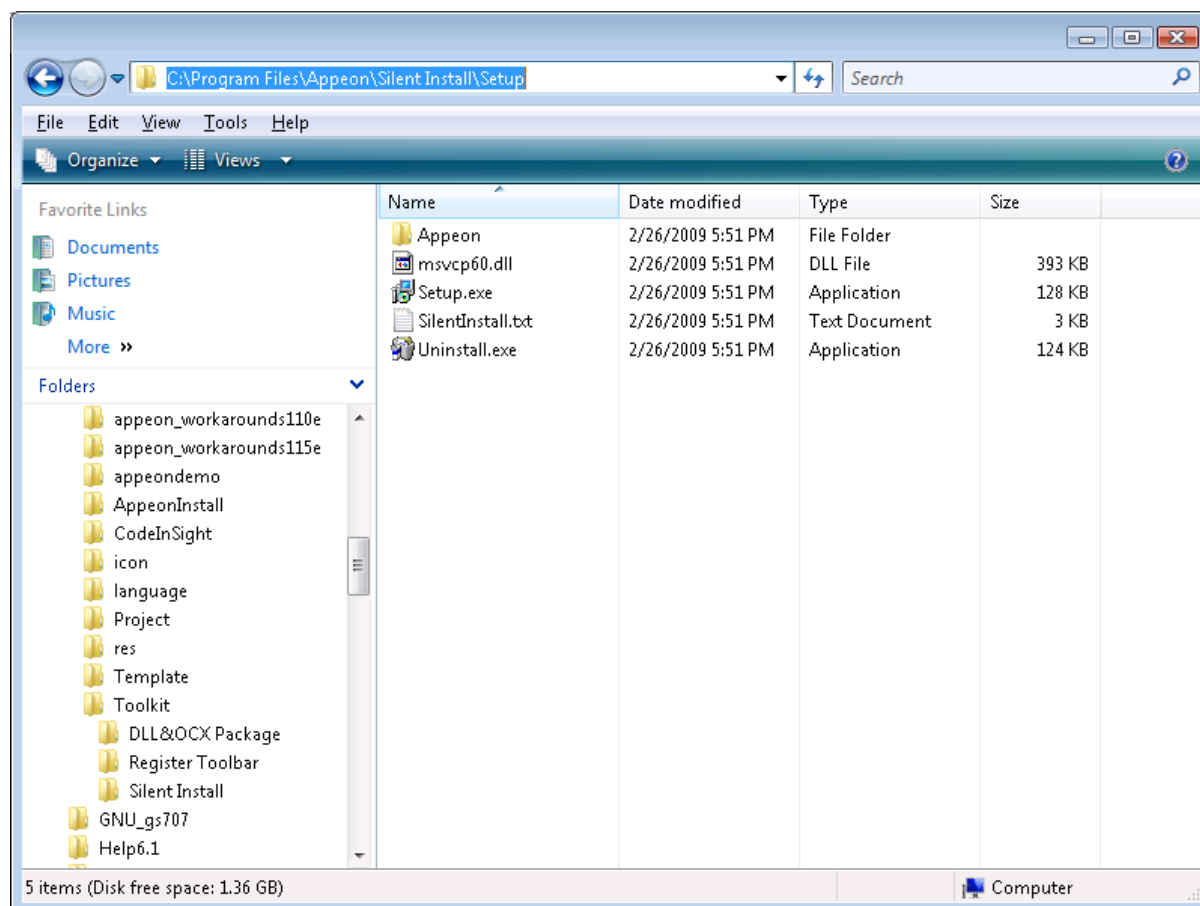 C:\Program Files\Appeon\Silent Install\Setup
Search
File Edit View Tools Help
Organize Views
Favorite Links
Documents
Pictures
Music
More »
Folders
appeon_workarounds110e
appeon_workarounds115e
appeondemo
AppeonInstall
CodeInSight
icon
language
Project
res
Template
Toolkit
DLL&OCX Package
Register Toolbar
Silent Install
GNU_gs707
Help6.1
Name Date modified Type Size
Appeon 2/26/2009 5:51 PM File Folder
msvcp60.dll 2/26/2009 5:51 PM DLL File 393 KB
Setup.exe 2/26/2009 5:51 PM Application 128 KB
SilentInstall.txt 2/26/2009 5:51 PM Text Document 3 KB
Uninstall.exe 2/26/2009 5:51 PM Application 124 KB
5 items (Disk free space: 1.36 GB) Computer